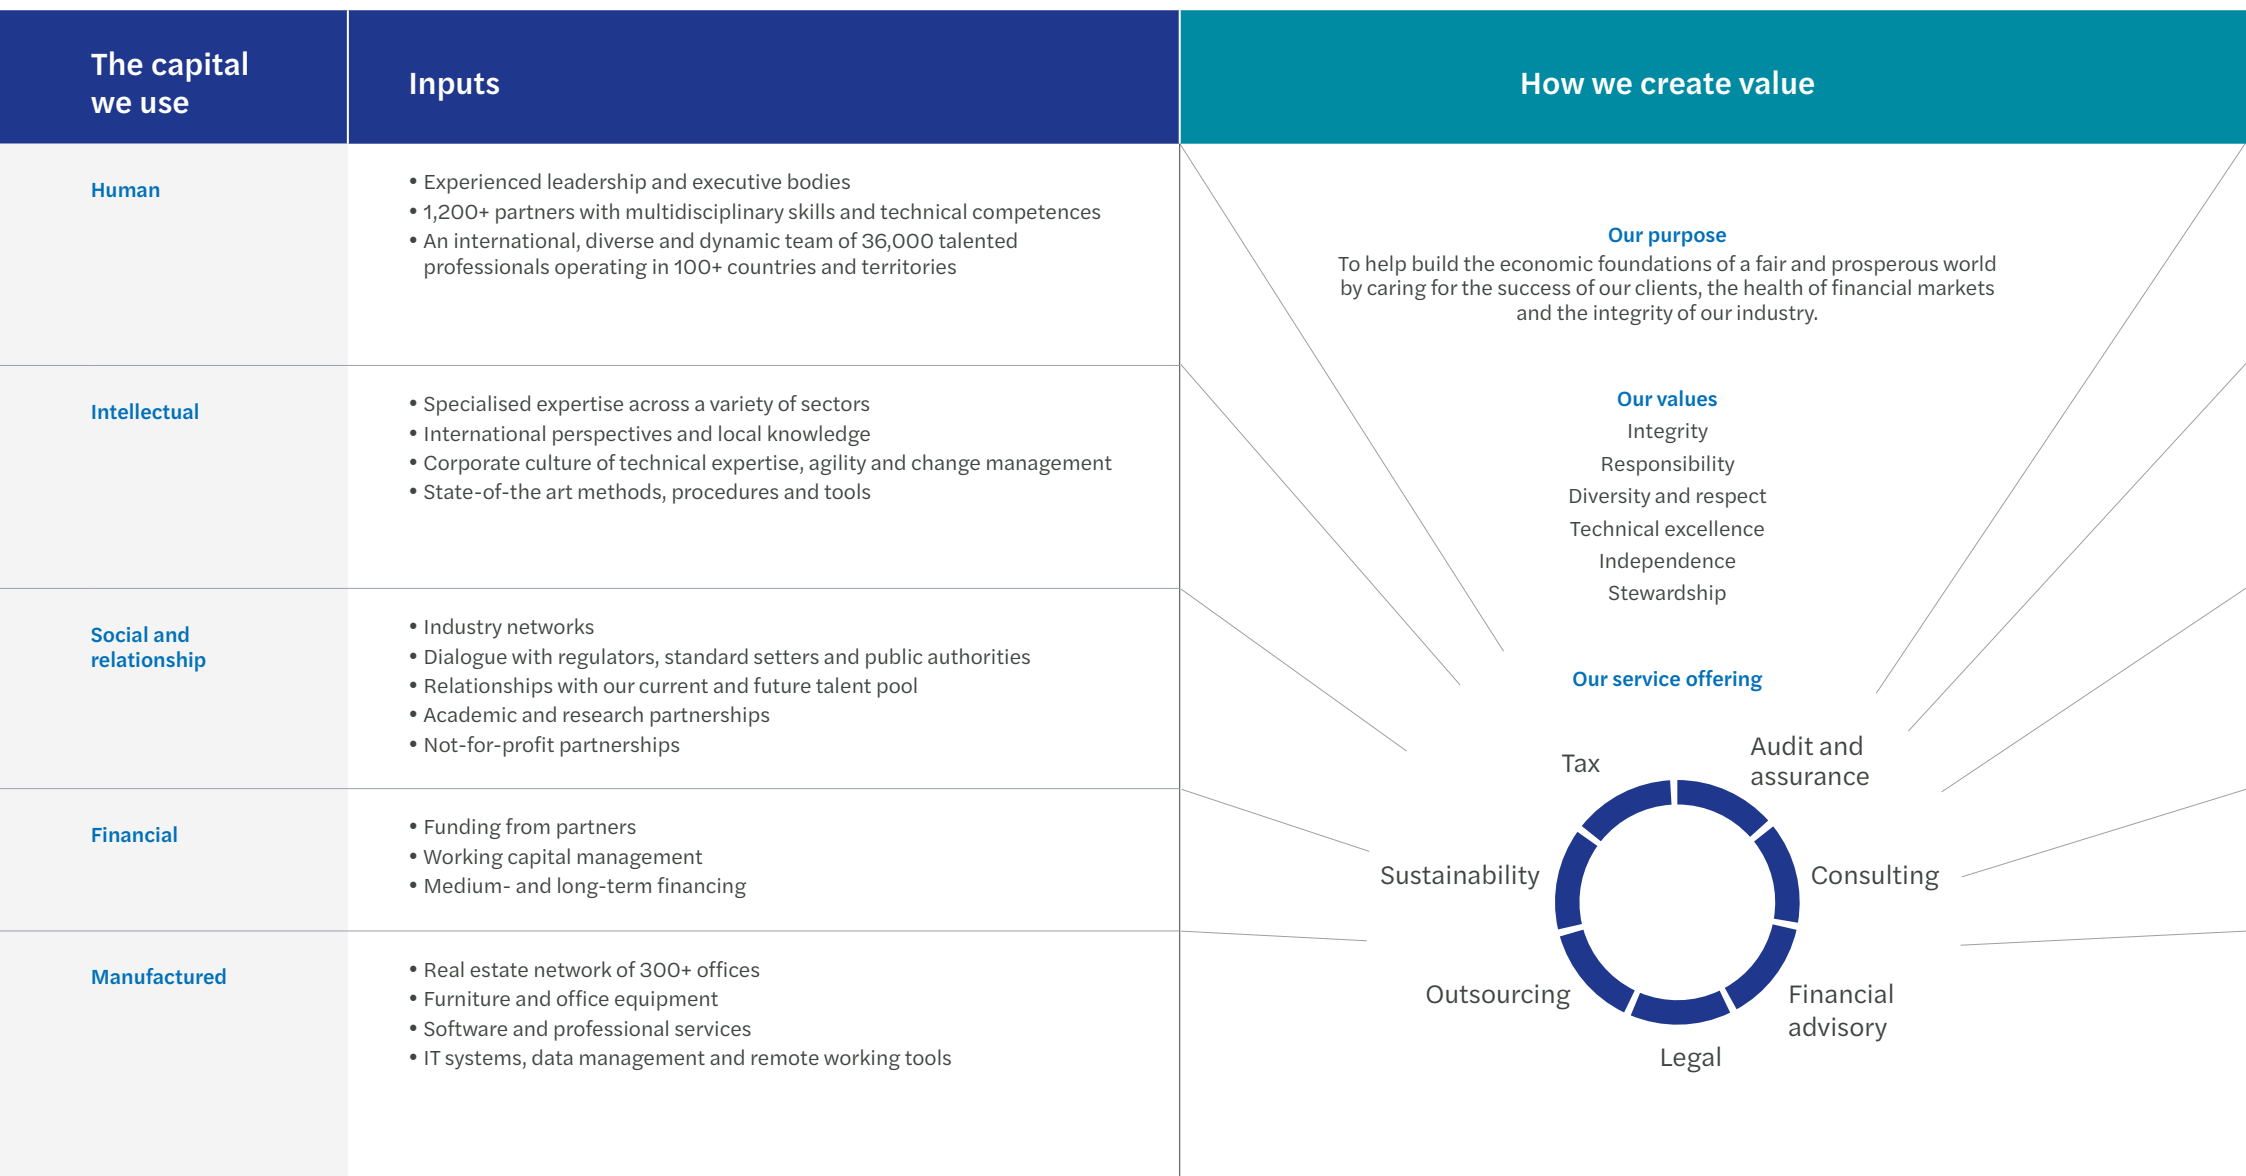 The capital
we use
Inputs
How we create value
Human
• Experienced leadership and executive bodies
• 1,200+ partners with multidisciplinary skills and technical competences
• An international, diverse and dynamic team of 36,000 talented
professionals operating in 100+ countries and territories
Intellectual
• Specialised expertise across a variety of sectors
• International perspectives and local knowledge
• Corporate culture of technical expertise, agility and change management
• State-of-the art methods, procedures and tools
Social and
relationship
• Industry networks
• Dialogue with regulators, standard setters and public authorities
• Relationships with our current and future talent pool
• Academic and research partnerships
• Not-for-profit partnerships
Financial
• Funding from partners
• Working capital management
• Medium- and long-term financing
Manufactured
• Real estate network of 300+ offices
• Furniture and office equipment
• Software and professional services
• IT systems, data management and remote working tools
Our purpose
To help build the economic foundations of a fair and prosperous world
by caring for the success of our clients, the health of financial markets
and the integrity of our industry.
Our values
Integrity
Responsibility
Diversity and respect
Technical excellence
Independence
Stewardship
Our service offering
Tax
Audit and
assurance
Sustainability
Consulting
Outsourcing
Financial
advisory
Legal